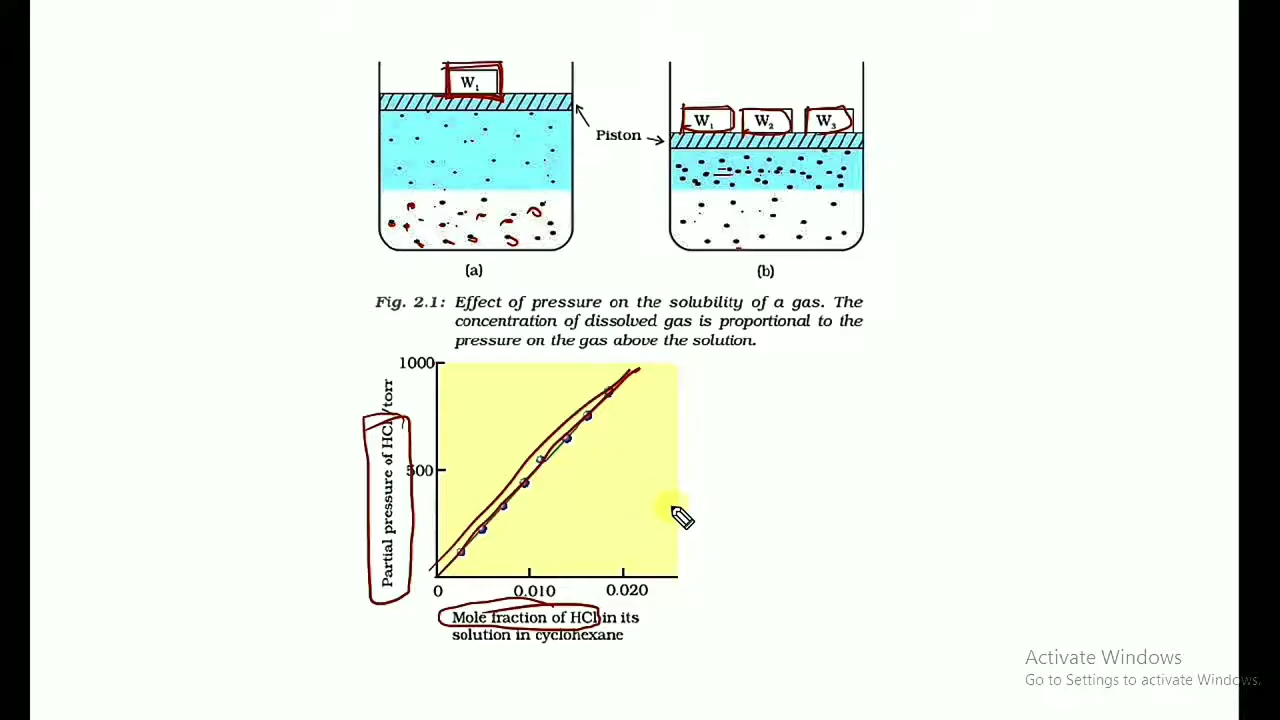 W₁
Piston
W₁ W₂ W₃
(a)
(b)
Fig. 2.1: Effect of pressure on the solubility of a gas. The
concentration of dissolved gas is proportional to the
pressure on the gas above the solution.
1000
500
Partial pressure of HCl/torr
0 0.010 0.020
Mole fraction of HCl in its
solution in cyclohexane
Activate Windows
Go to Settings to activate Windows.